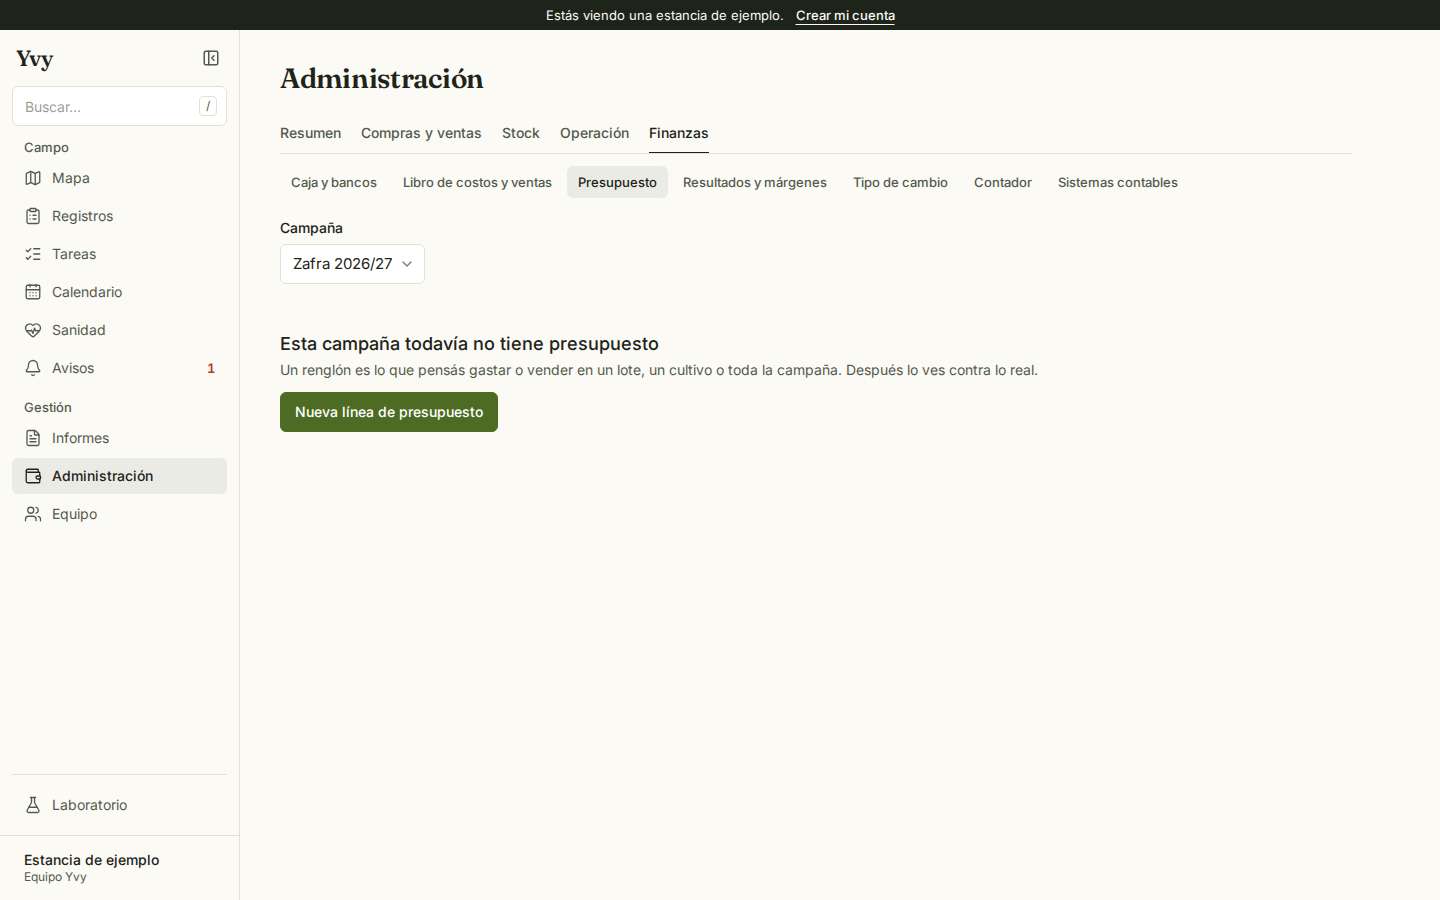 Estás viendo una estancia de ejemplo. Crear mi cuenta
Yvy
Buscar... /
Campo
Mapa
Registros
Tareas
Calendario
Sanidad
Avisos 1
Gestión
Informes
Administración
Equipo
Laboratorio
Estancia de ejemplo
Equipo Yvy
Administración
Resumen Compras y ventas Stock Operación Finanzas
Caja y bancos Libro de costos y ventas Presupuesto Resultados y márgenes Tipo de cambio Contador Sistemas contables
Campaña
Zafra 2026/27
Esta campaña todavía no tiene presupuesto
Un renglón es lo que pensás gastar o vender en un lote, un cultivo o toda la campaña. Después lo ves contra lo real.
Nueva línea de presupuesto